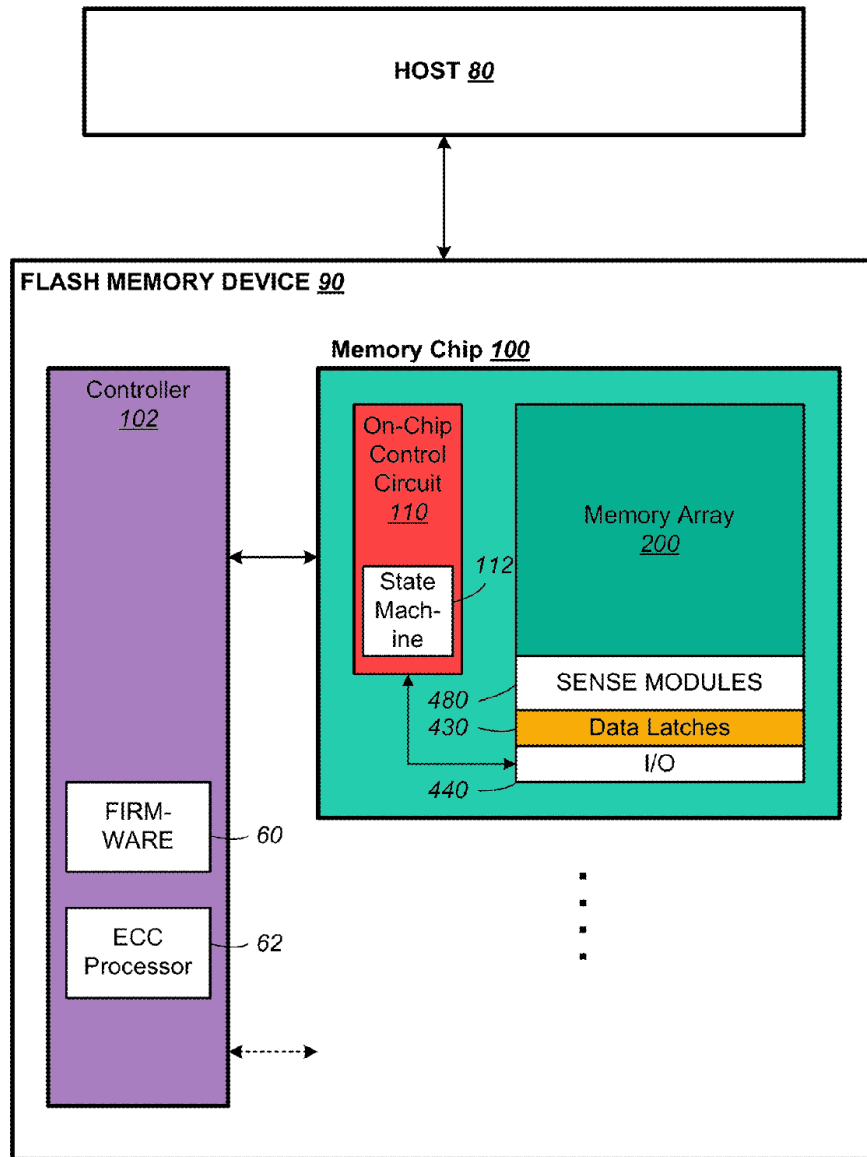 HOST 80
FLASH MEMORY DEVICE 90
Memory Chip 100
Controller
102
On-Chip
Control
Circuit
110
Memory Array
200
112
State
Mach-
ine
480
SENSE MODULES
430
Data Latches
I/O
440
FIRM-
WARE
60
ECC
Processor
62